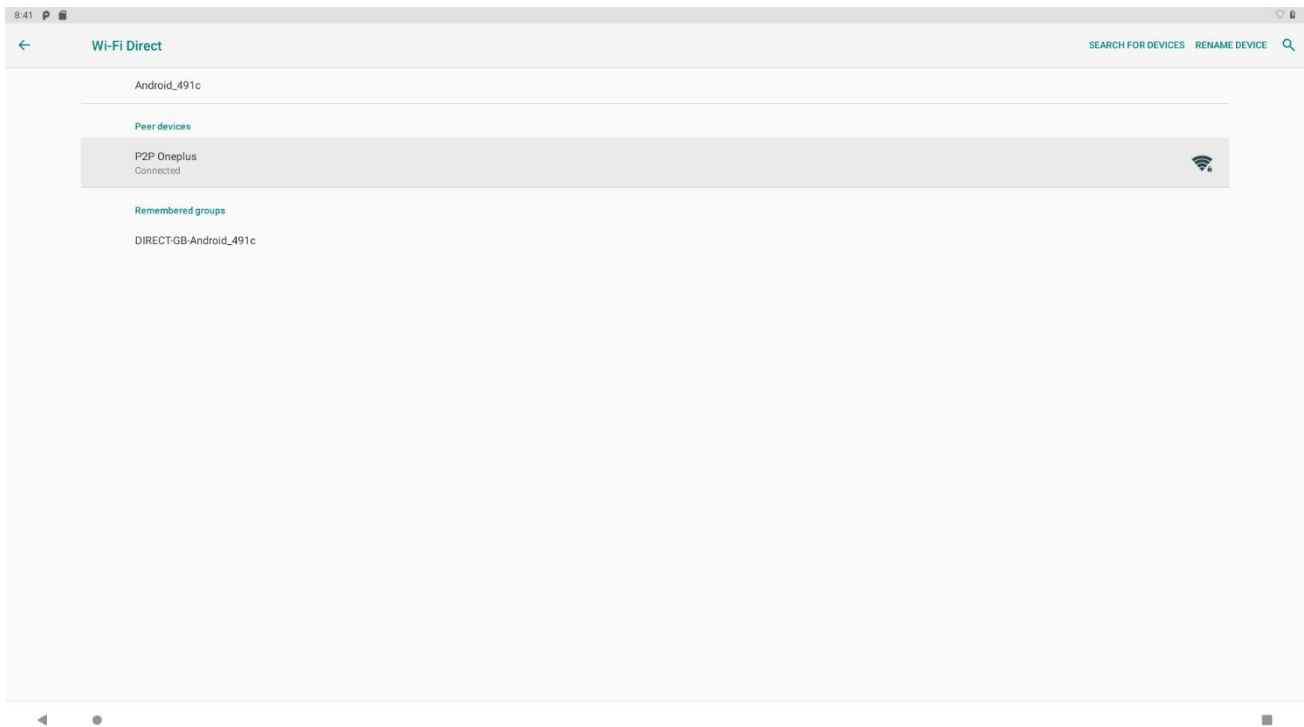 8:41
Wi-Fi Direct
SEARCH FOR DEVICES RENAME DEVICE
Android_491c
Peer devices
P2P Oneplus
Connected
Remembered groups
DIRECT-GB-Android_491c